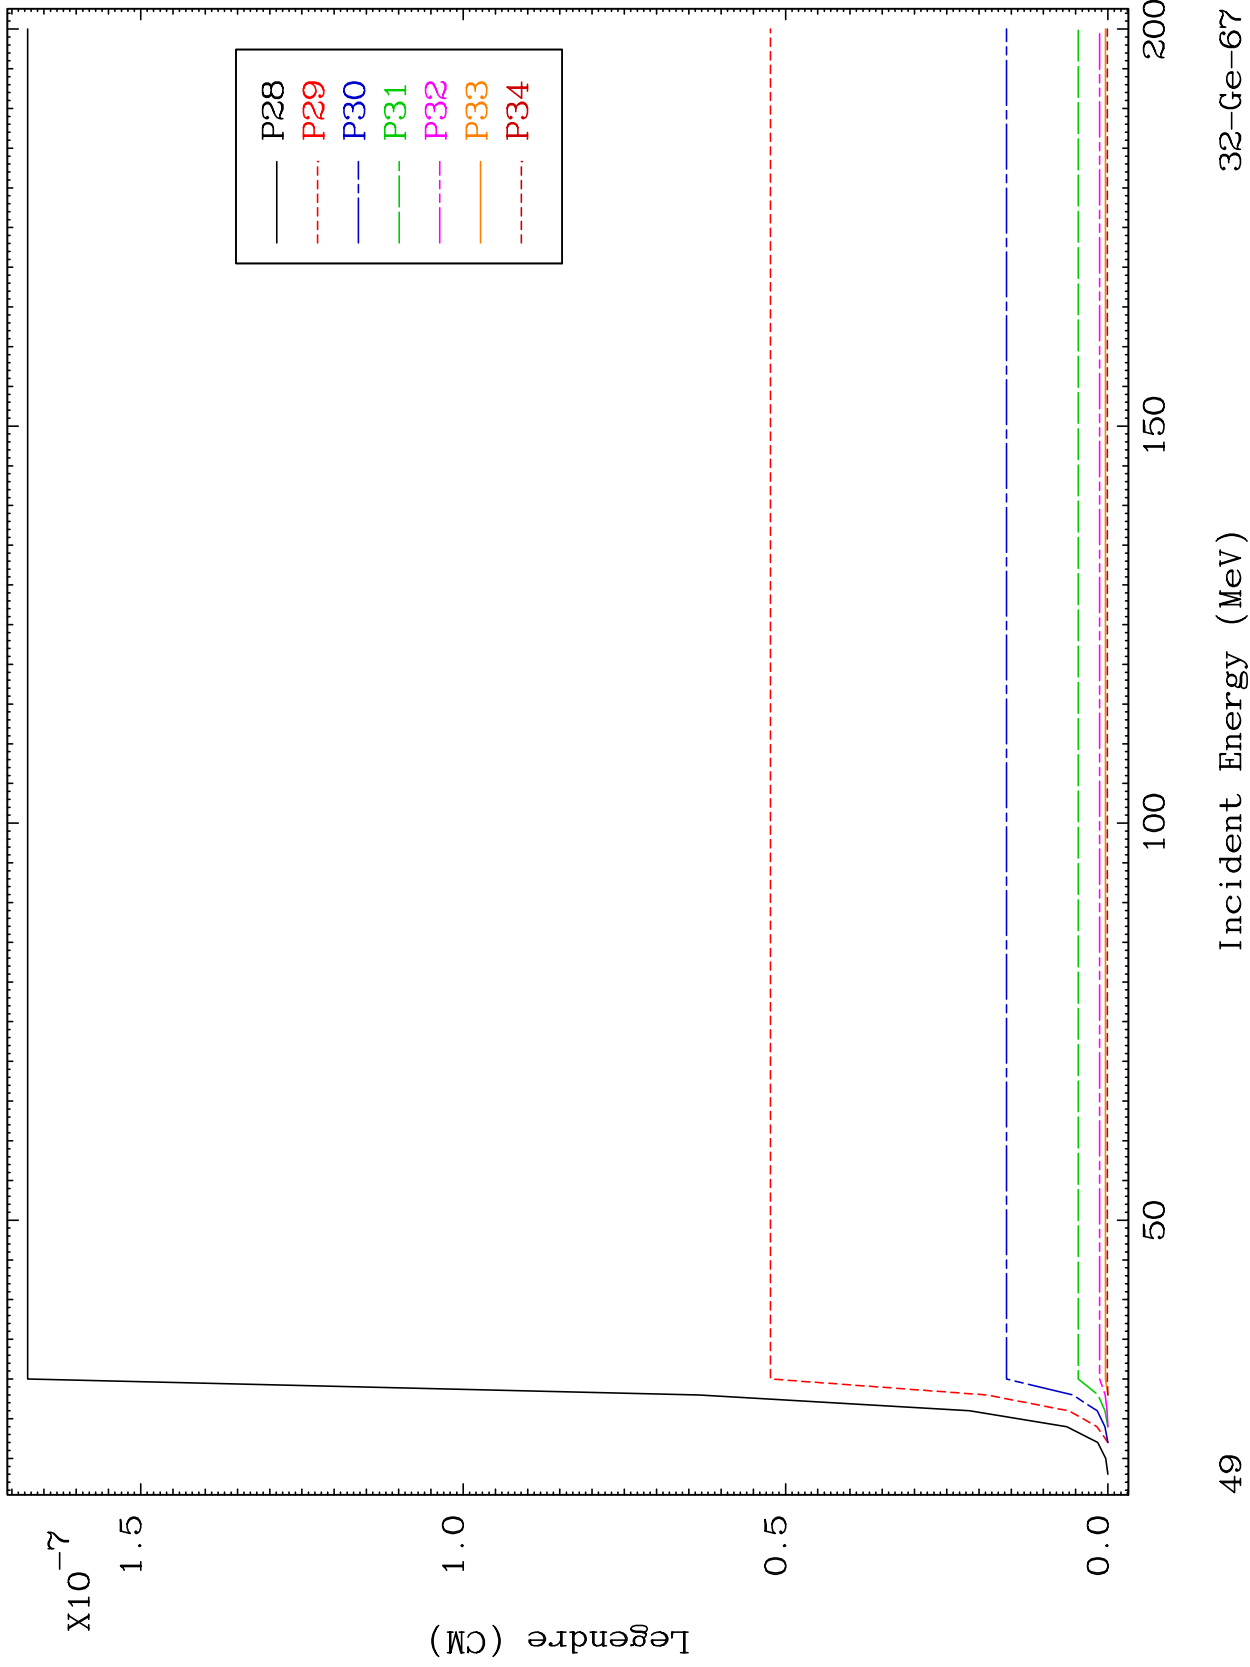 X10-7
1.5
1.0
0.5
0.0
Legendre (CM)
P28
P29
P30
P31
P32
P33
P34
50
100
150
200
Incident Energy (MeV)
49
32-Ge-67